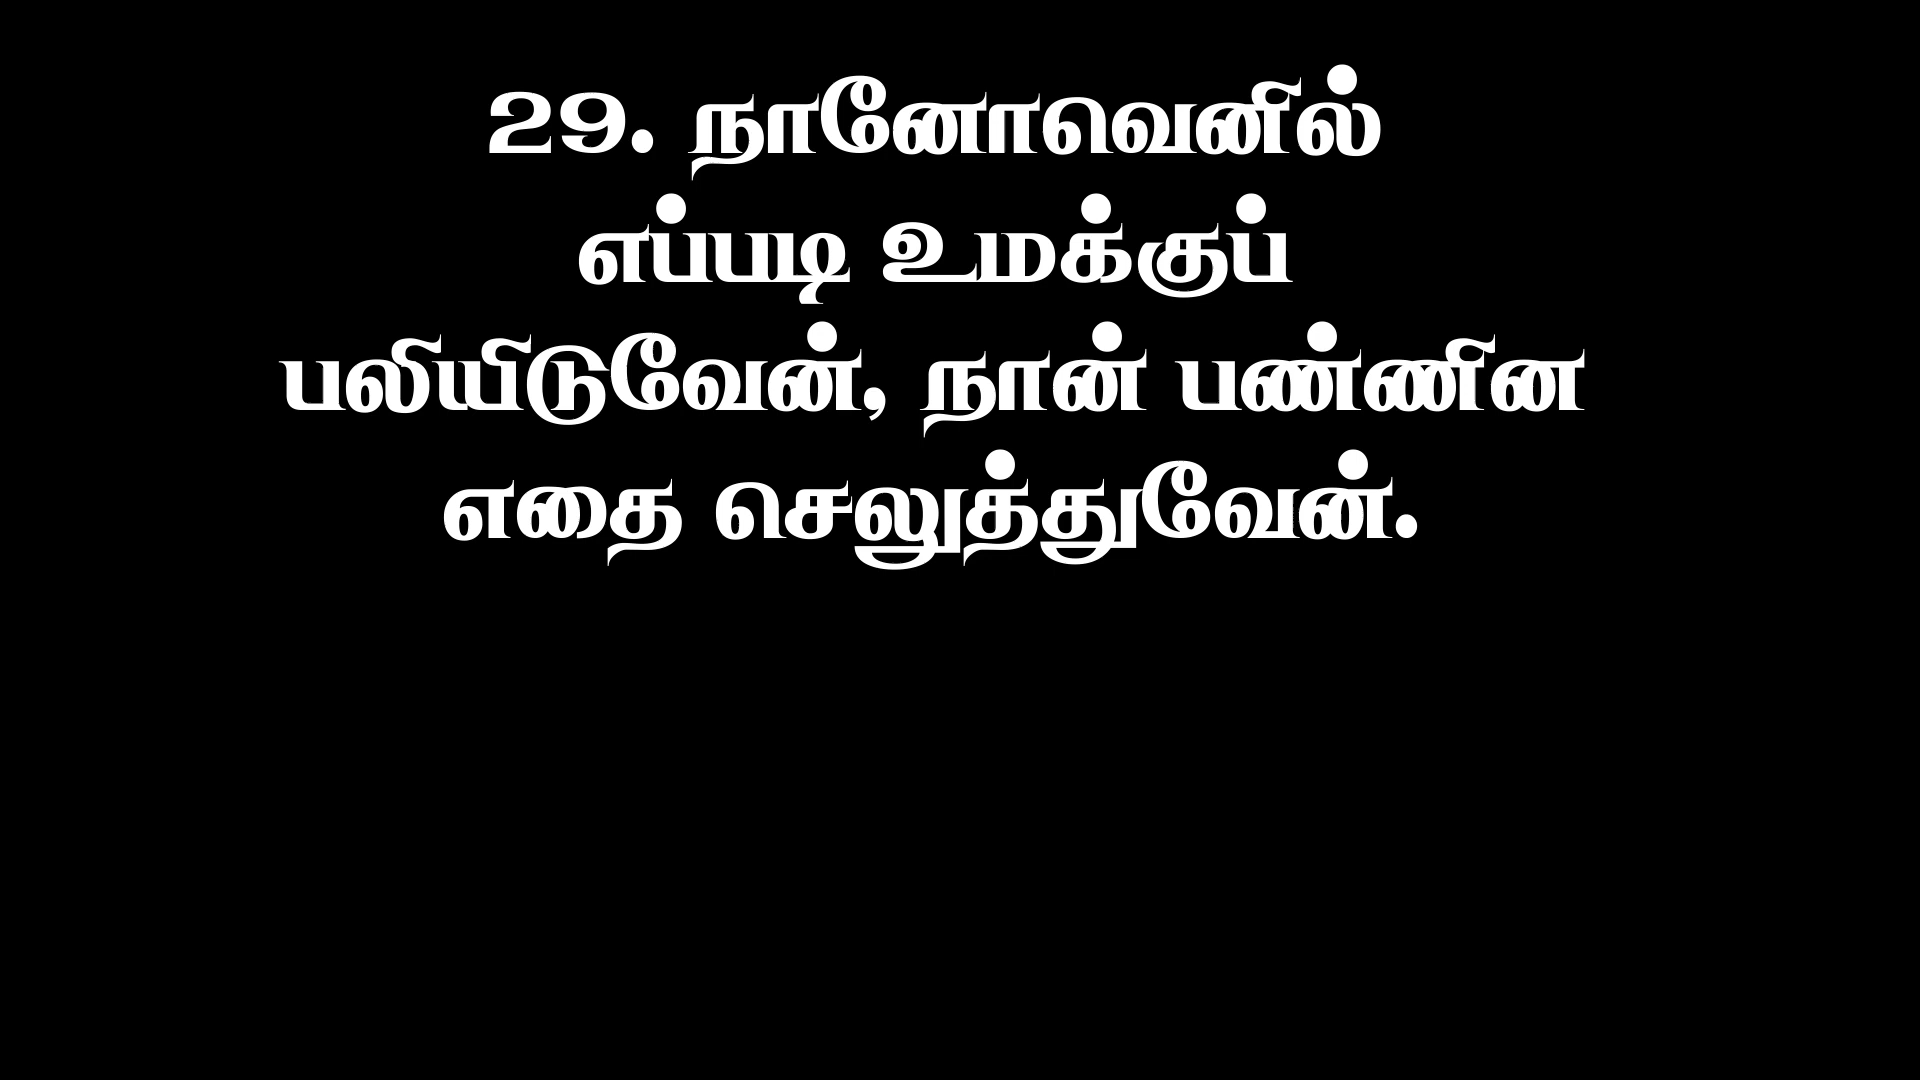 29. நானோவெனில்
எப்படி உமக்குப்
பலியிடுவேன், நான் பண்ணின
எதை செலுத்துவேன்.